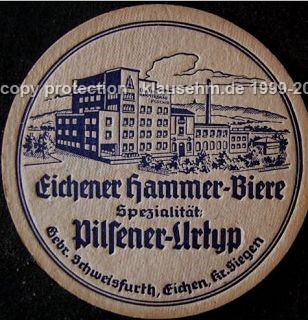 copy protection klausehm.de 1999-20
Eichener Hammer-Biere
Spezialität:
Pilsener-Urtyp
Gebr. Schweisfurth, Eichen, Kr. Siegen